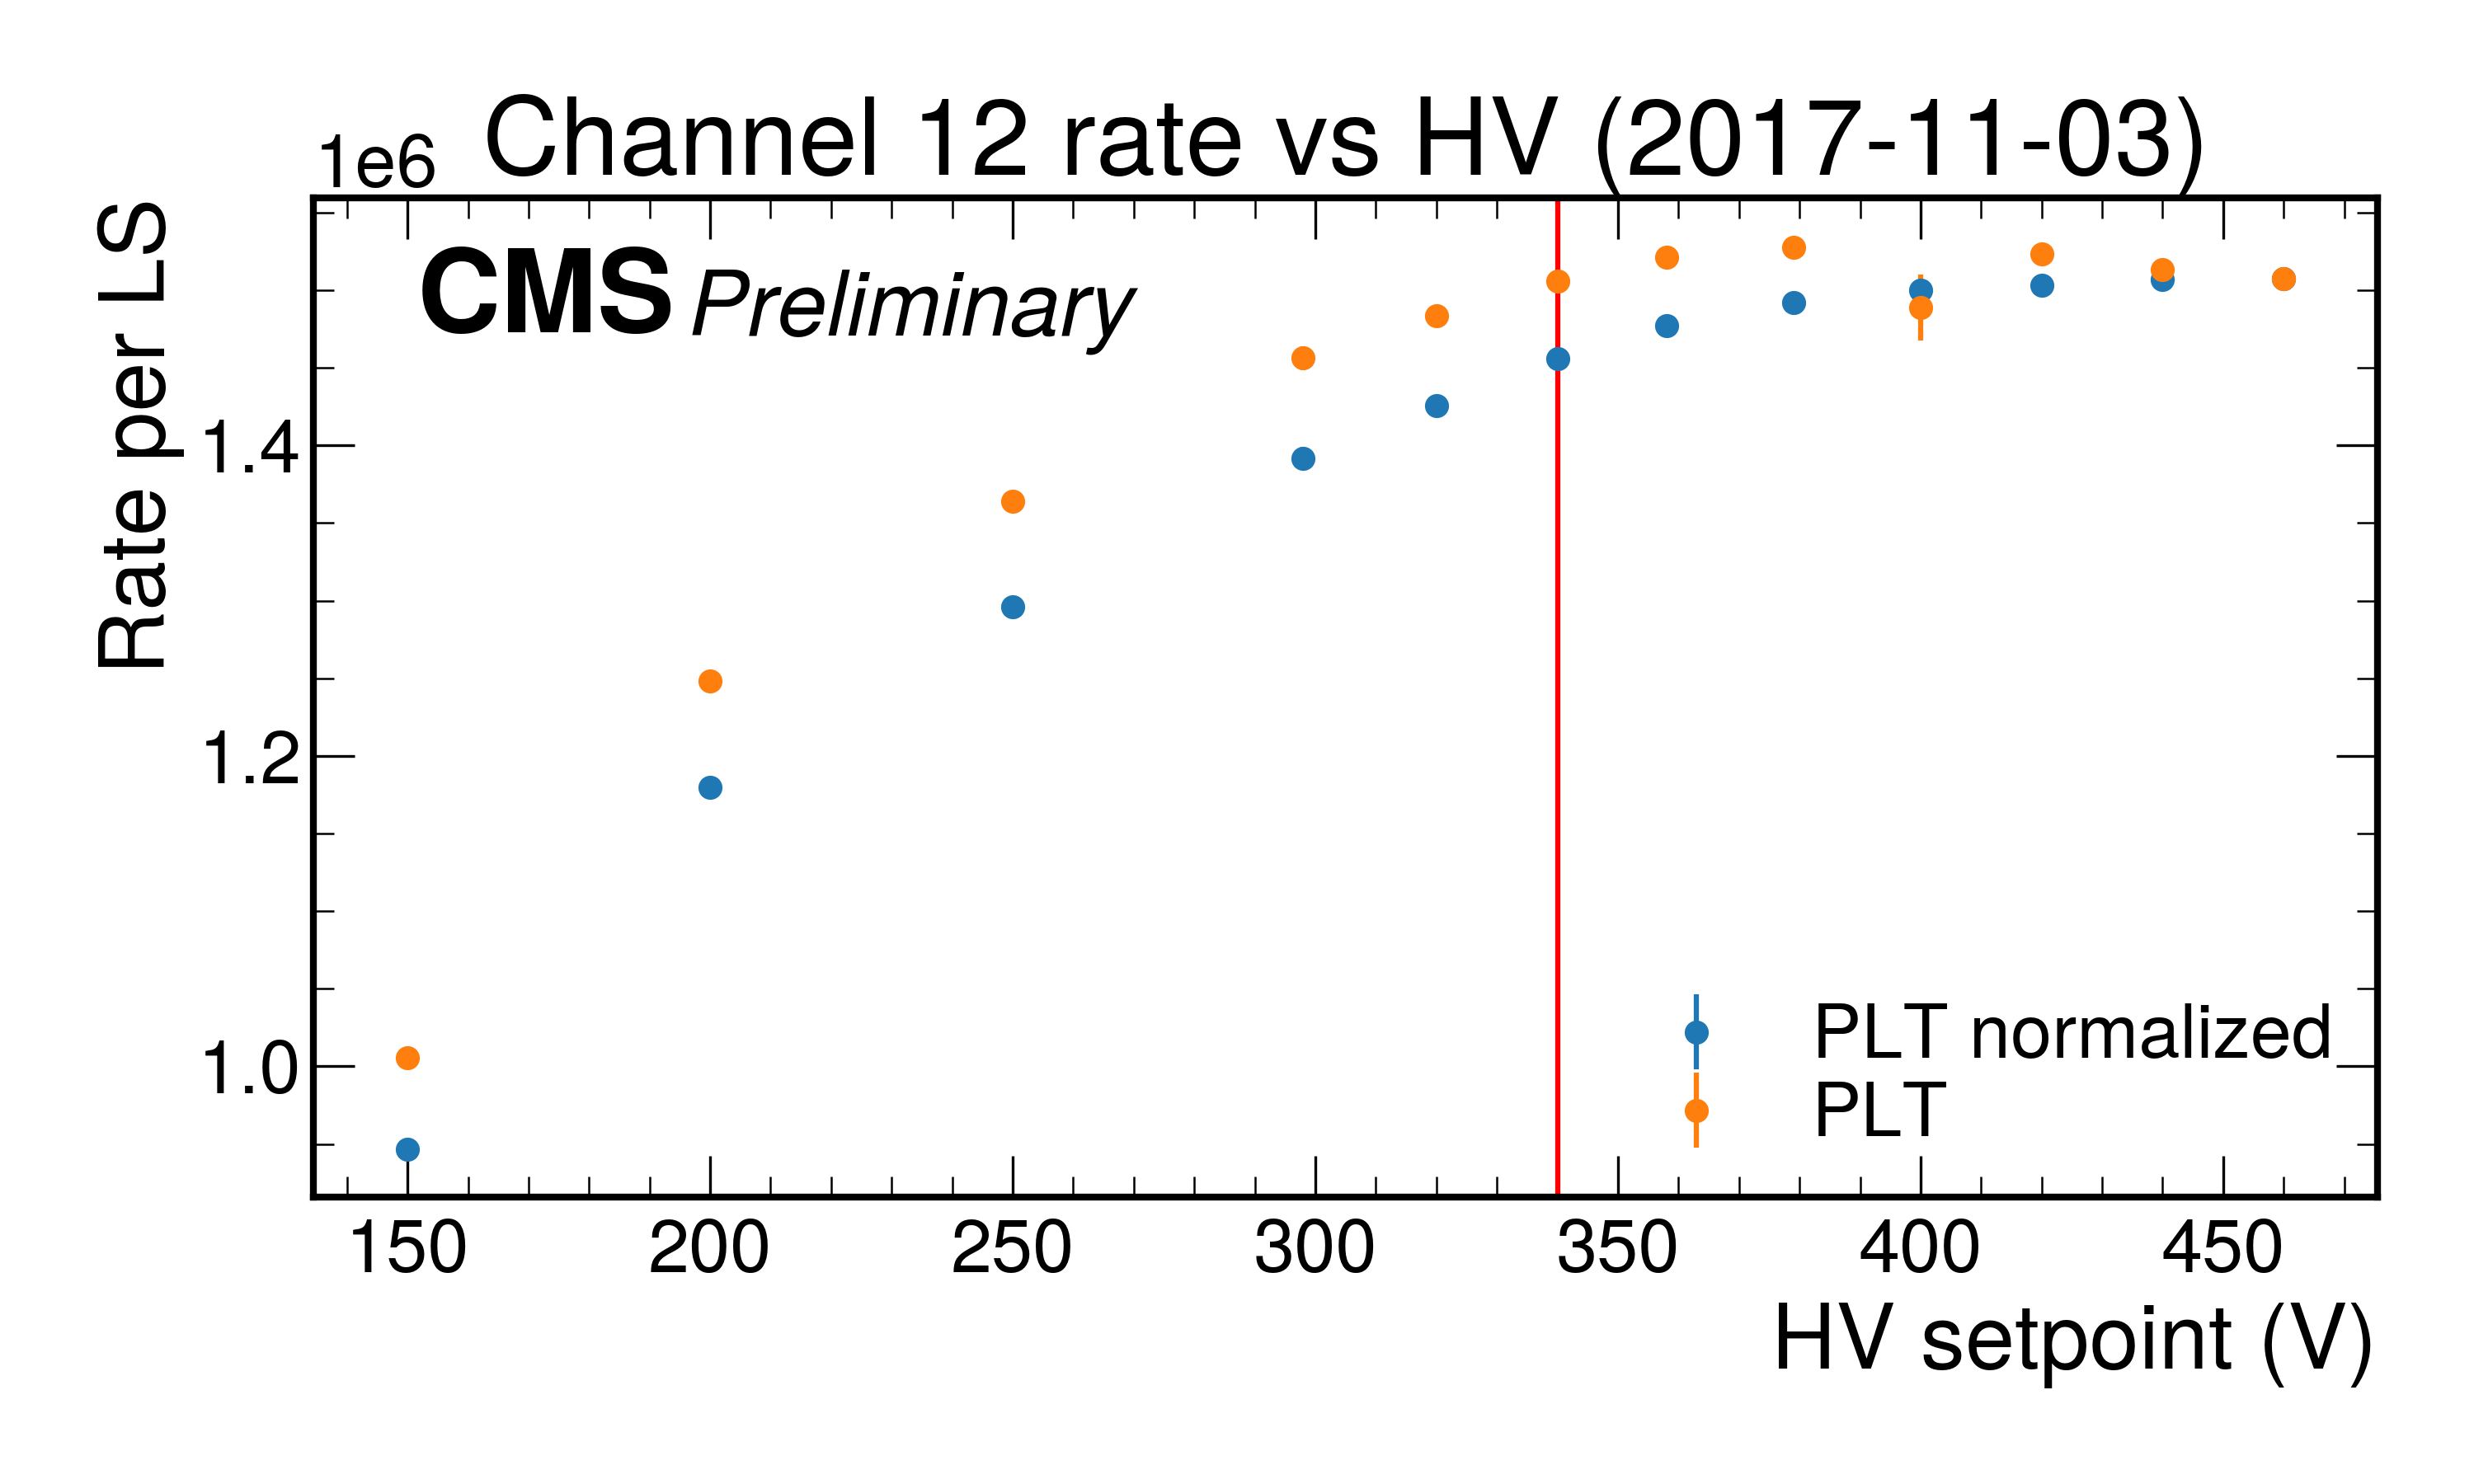 Channel 12 rate vs HV (2017-11-03)
1e6
CMS Preliminary
Rate per LS
1.4
1.2
1.0
PLT normalized
PLT
150 200 250 300 350 400 450
HV setpoint (V)